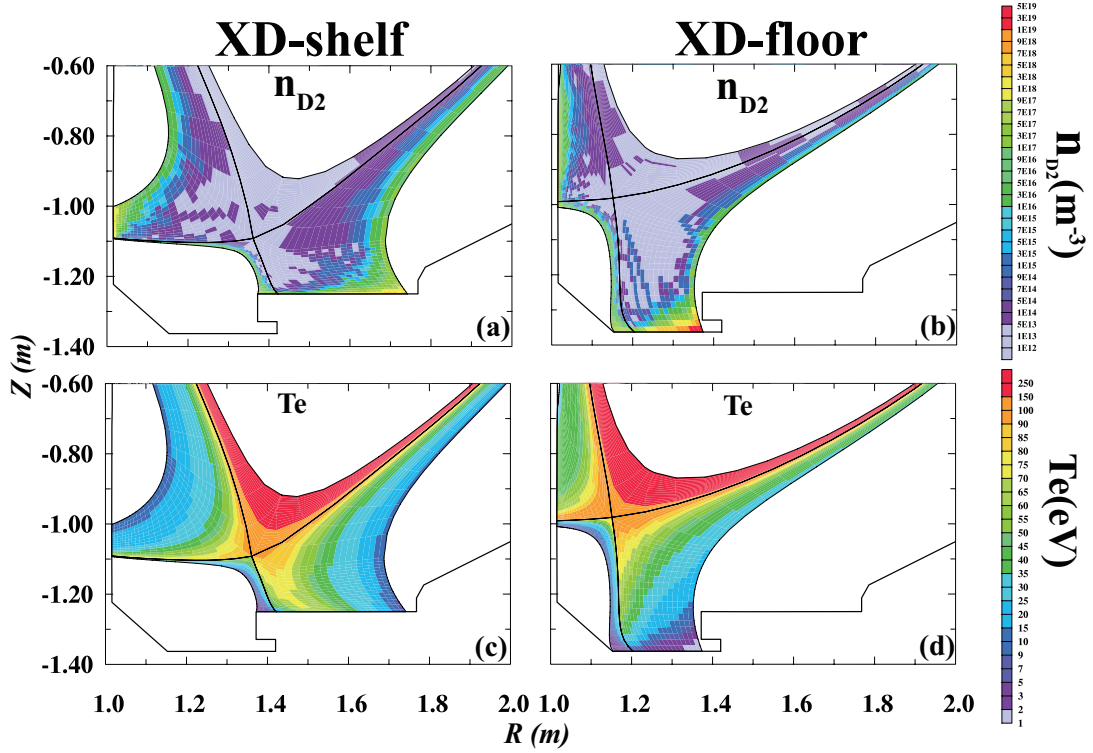 XD-shelf
XD-floor
n_D2
n_D2
-0.60
-0.80
-1.00
-1.20
-1.40
(a)
(b)
5E19
3E19
1E19
9E18
7E18
5E18
3E18
1E18
9E17
7E17
5E17
3E17
1E17
9E16
7E16
5E16
3E16
1E16
9E15
7E15
5E15
3E15
1E15
9E14
7E14
5E14
1E14
5E13
1E13
1E12
n_D2(m^-3)
Z (m)
Te
Te
-0.60
-0.80
-1.00
-1.20
-1.40
(c)
(d)
250
150
100
90
85
80
75
70
65
60
55
50
45
40
35
30
25
20
15
10
9
7
5
3
2
1
Te(eV)
1.0 1.2 1.4 1.6 1.8 2.0
1.0 1.2 1.4 1.6 1.8 2.0
R (m)